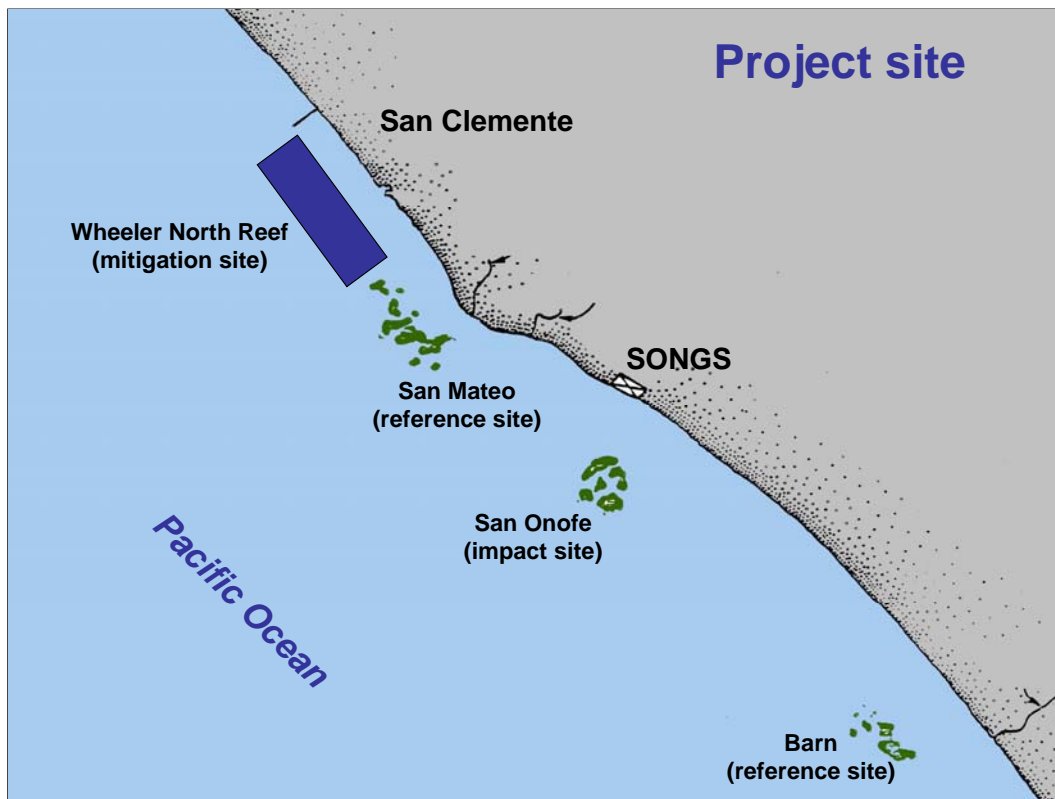 Project site
San Clemente
Wheeler North Reef
(mitigation site)
SONGS
San Mateo
(reference site)
San Onofe
(impact site)
Pacific Ocean
Barn
(reference site)